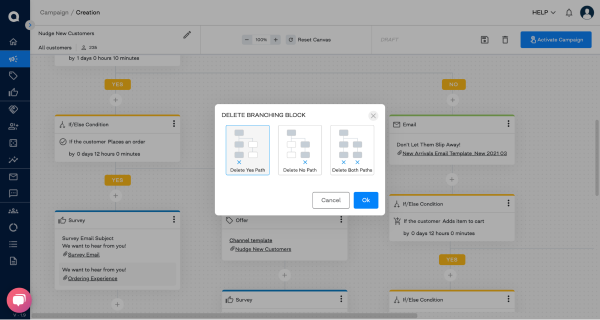 Campaign / Creation
HELP
Nudge New Customers
All customers 226
100%
Reset Canvas
DRAFT
Activate Campaign
by 1 days 0 hours 10 minutes
YES
NO
If/Else Condition
If the customer Places an order
by 0 days 12 hours 0 minutes
DELETE BRANCHING BLOCK
Delete Yes Path
Delete No Path
Delete Both Paths
Cancel
Ok
Email
Don't Let Them Slip Away!
New Arrivals Email Template, New 2021 03
If/Else Condition
If the customer Adds item to cart
by 0 days 12 hours 0 minutes
YES
Survey
Survey Email Subject
We want to hear from you!
Survey Email
We want to hear from you!
Ordering Experience
Offer
Channel template
Nudge New Customers
Survey
If/Else Condition